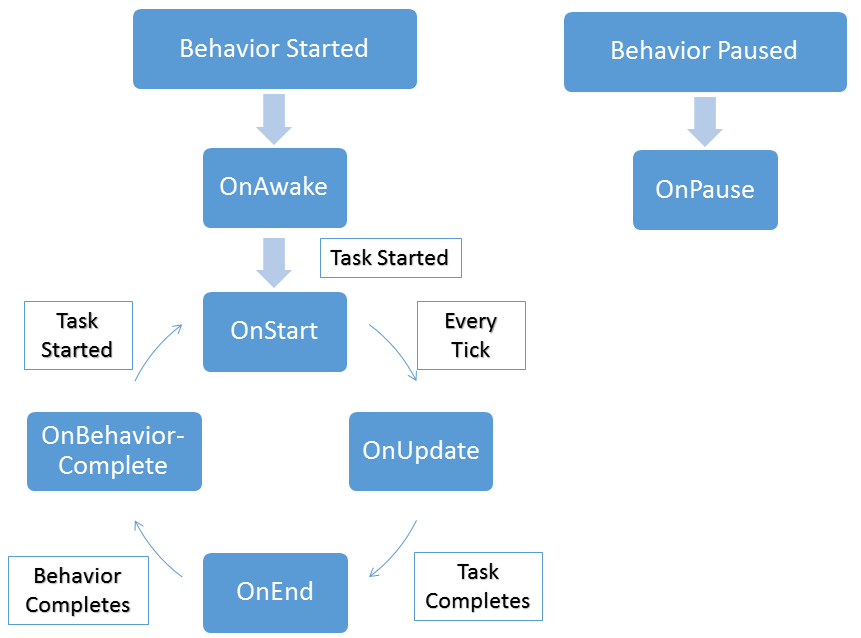 Behavior Started
Behavior Paused
OnAwake
OnPause
Task Started
OnStart
Task
Started
Every
Tick
OnBehavior-
Complete
OnUpdate
OnEnd
Behavior
Completes
Task
Completes